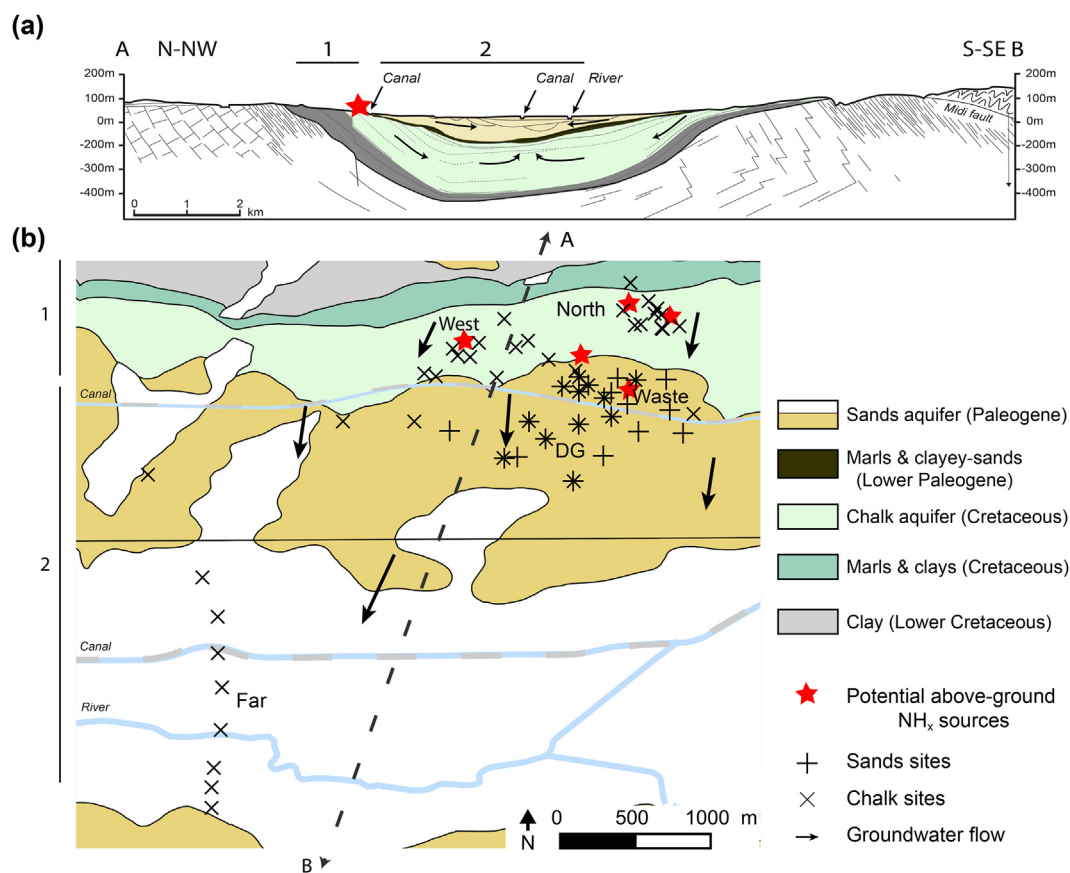 (a)
A N-NW 1 2 S-SE B
Canal Canal River
200m 200m
100m 100m
0m 0m
Midi fault
-200m -200m
-300m -300m
-400m -400m
0 1 2 km
(b)
A
1
North
West
Canal
Waste
DG
2
Canal
Far
River
B
N
0 500 1000 m
Sands aquifer (Paleogene)
Marls & clayey-sands
(Lower Paleogene)
Chalk aquifer (Cretaceous)
Marls & clays (Cretaceous)
Clay (Lower Cretaceous)
Potential above-ground
NHx sources
Sands sites
Chalk sites
Groundwater flow